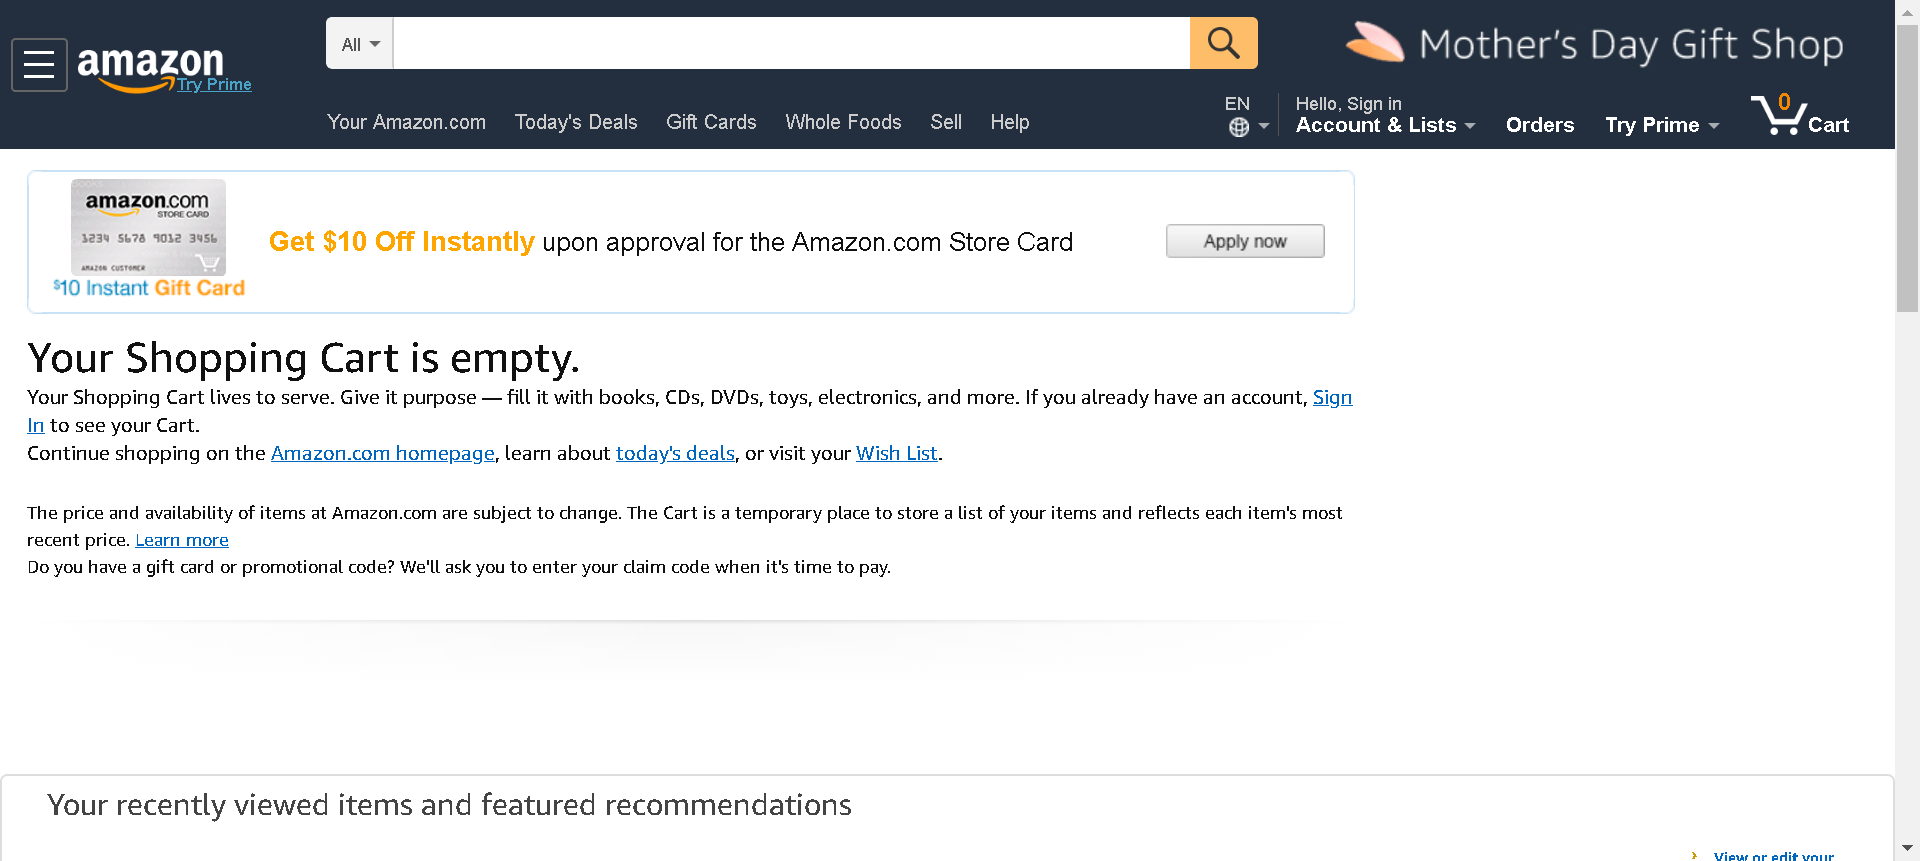 All
Mother's Day Gift Shop
amazon
Try Prime
Your Amazon.com Today's Deals Gift Cards Whole Foods Sell Help
EN
Hello, Sign in
Account & Lists
Orders
Try Prime
0
Cart
amazon.com
STORE CARD
1234 5678 9012 3456
AMAZON CUSTOMER
$10 Instant Gift Card
Get $10 Off Instantly upon approval for the Amazon.com Store Card
Apply now
Your Shopping Cart is empty.
Your Shopping Cart lives to serve. Give it purpose — fill it with books, CDs, DVDs, toys, electronics, and more. If you already have an account, Sign
In to see your Cart.
Continue shopping on the Amazon.com homepage, learn about today's deals, or visit your Wish List.
The price and availability of items at Amazon.com are subject to change. The Cart is a temporary place to store a list of your items and reflects each item's most
recent price. Learn more
Do you have a gift card or promotional code? We'll ask you to enter your claim code when it's time to pay.
Your recently viewed items and featured recommendations
View or edit your